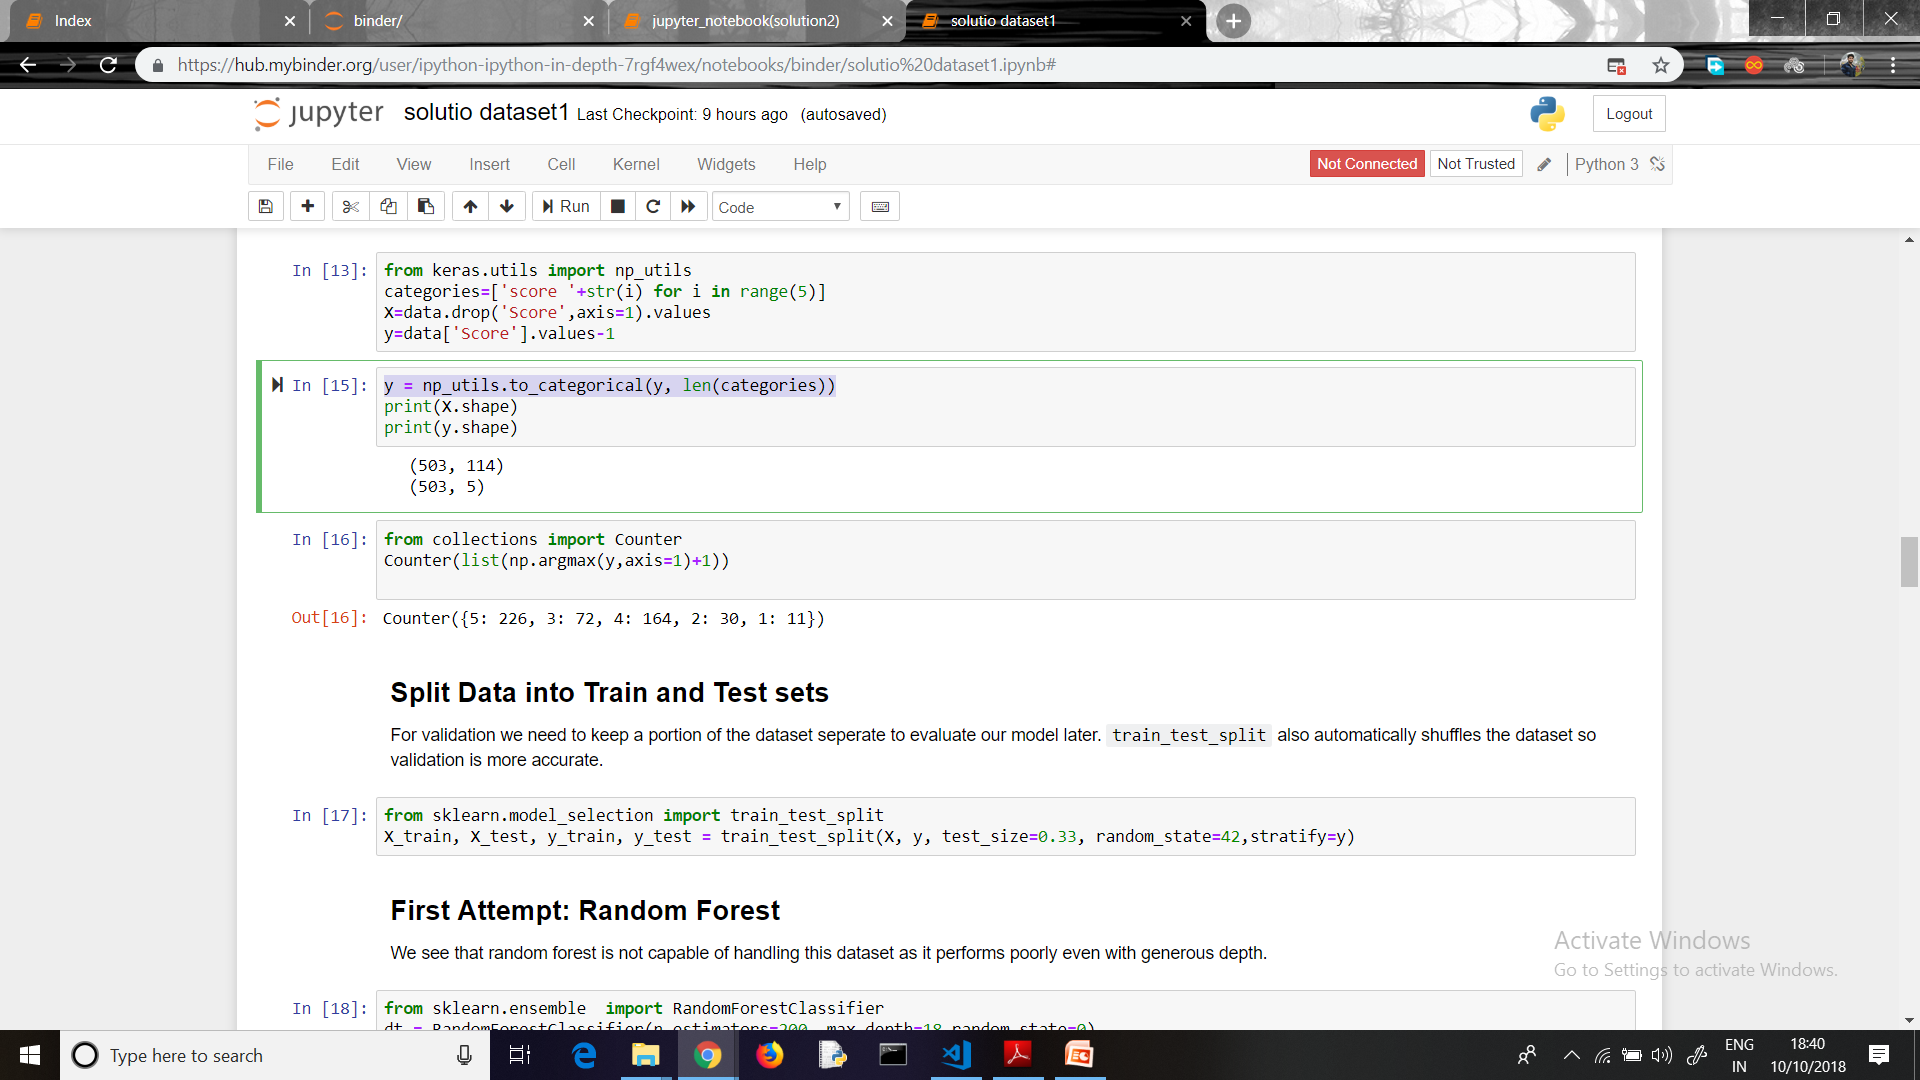 Index
binder/
jupyter_notebook(solution2)
solutio dataset1
https://hub.mybinder.org/user/ipython-ipython-in-depth-7rgf4wex/notebooks/binder/solutio%20dataset1.ipynb#
jupyter solutio dataset1 Last Checkpoint: 9 hours ago (autosaved)
Logout
File Edit View Insert Cell Kernel Widgets Help
Not Connected Not Trusted Python 3
Run Code
In [13]: from keras.utils import np_utils
categories=['score '+str(i) for i in range(5)]
X=data.drop('Score',axis=1).values
y=data['Score'].values-1
In [15]: y = np_utils.to_categorical(y, len(categories))
print(X.shape)
print(y.shape)
(503, 114)
(503, 5)
In [16]: from collections import Counter
Counter(list(np.argmax(y,axis=1)+1))
Out[16]: Counter({5: 226, 3: 72, 4: 164, 2: 30, 1: 11})
Split Data into Train and Test sets
For validation we need to keep a portion of the dataset seperate to evaluate our model later. train_test_split also automatically shuffles the dataset so
validation is more accurate.
In [17]: from sklearn.model_selection import train_test_split
X_train, X_test, y_train, y_test = train_test_split(X, y, test_size=0.33, random_state=42,stratify=y)
First Attempt: Random Forest
We see that random forest is not capable of handling this dataset as it performs poorly even with generous depth.
In [18]: from sklearn.ensemble  import RandomForestClassifier
dt = RandomForestClassifier(n_estimators=200, max_depth=18,random_state=0)
Activate Windows
Go to Settings to activate Windows.
Type here to search
ENG
IN
18:40
10/10/2018